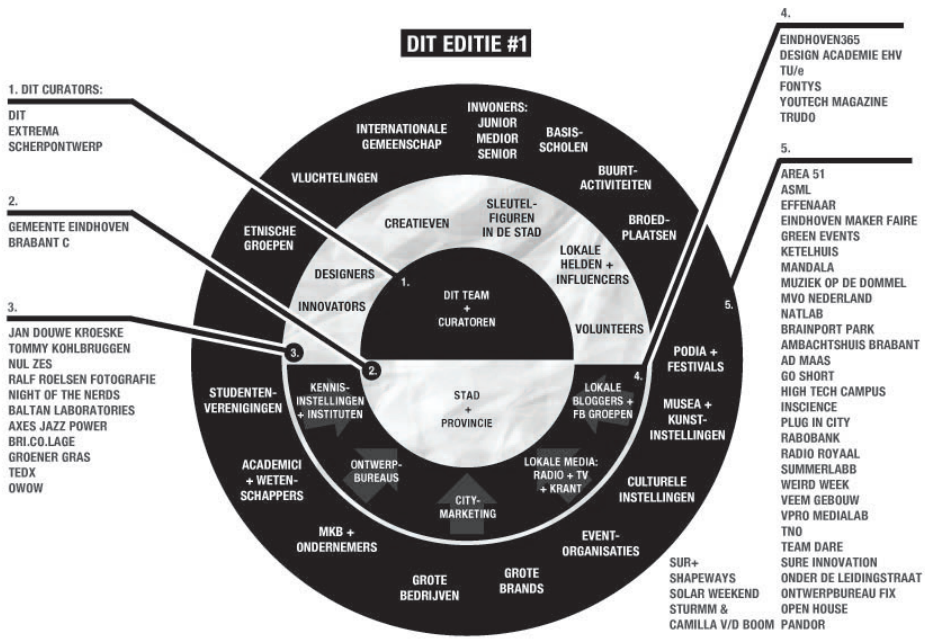 DIT EDITIE #1
1. DIT CURATORS:
DIT
EXTREMA
SCHERPONTWERP
2.
GEMEENTE EINDHOVEN
BRABANT C
3.
JAN DOUWE KROESKE
TOMMY KOHLBRUGGEN
NUL ZES
RALF ROELSEN FOTOGRAFIE
NIGHT OF THE NERDS
BALTAN LABORATORIES
AXES JAZZ POWER
BRI.CO.LAGE
GROENER GRAS
TEDX
OWOW
INWONERS:
JUNIOR
MEDIOR
SENIOR
INTERNATIONALE
GEMEENSCHAP
BASIS-
SCHOLEN
VLUCHTELINGEN
BUURT-
ACTIVITEITEN
ETNISCHE
GROEPEN
BROED-
PLAATSEN
CREATIEVEN
SLEUTEL-
FIGUREN
IN DE STAD
DESIGNERS
LOKALE
HELDEN +
INFLUENCERS
INNOVATORS
VOLUNTEERS
1.
DIT TEAM
+
CURATOREN
5.
3.
2.
4.
PODIA +
FESTIVALS
STUDENTEN-
VERENIGINGEN
KENNIS-
INSTELLINGEN
+ INSTITUTEN
STAD
+
PROVINCIE
LOKALE
BLOGGERS +
FB GROEPEN
MUSEA +
KUNST-
INSTELLINGEN
ACADEMICI
+ WETEN-
SCHAPPERS
ONTWERP-
BUREAUS
CITY-
MARKETING
LOKALE MEDIA:
RADIO + TV
+ KRANT
CULTURELE
INSTELLINGEN
MKB +
ONDERNEMERS
EVENT-
ORGANISATIES
GROTE
BEDRIJVEN
GROTE
BRANDS
4.
EINDHOVEN365
DESIGN ACADEMIE EHV
TU/e
FONTYS
YOUTECH MAGAZINE
TRUDO
5.
AREA 51
ASML
EFFENAAR
EINDHOVEN MAKER FAIRE
GREEN EVENTS
KETELHUIS
MANDALA
MUZIEK OP DE DOMMEL
MVO NEDERLAND
NATLAB
BRAINPORT PARK
AMBACHTSHUIS BRABANT
AD MAAS
GO SHORT
HIGH TECH CAMPUS
INSCIENCE
PLUG IN CITY
RABOBANK
RADIO ROYAAL
SUMMERLABB
WEIRD WEEK
VEEM GEBOUW
VPRO MEDIALAB
TNO
TEAM DARE
SURE INNOVATION
ONDER DE LEIDINGSTRAAT
ONTWERPBUREAU FIX
OPEN HOUSE
PANDOR
SUR+
SHAPEWAYS
SOLAR WEEKEND
STURMM &
CAMILLA V/D BOOM